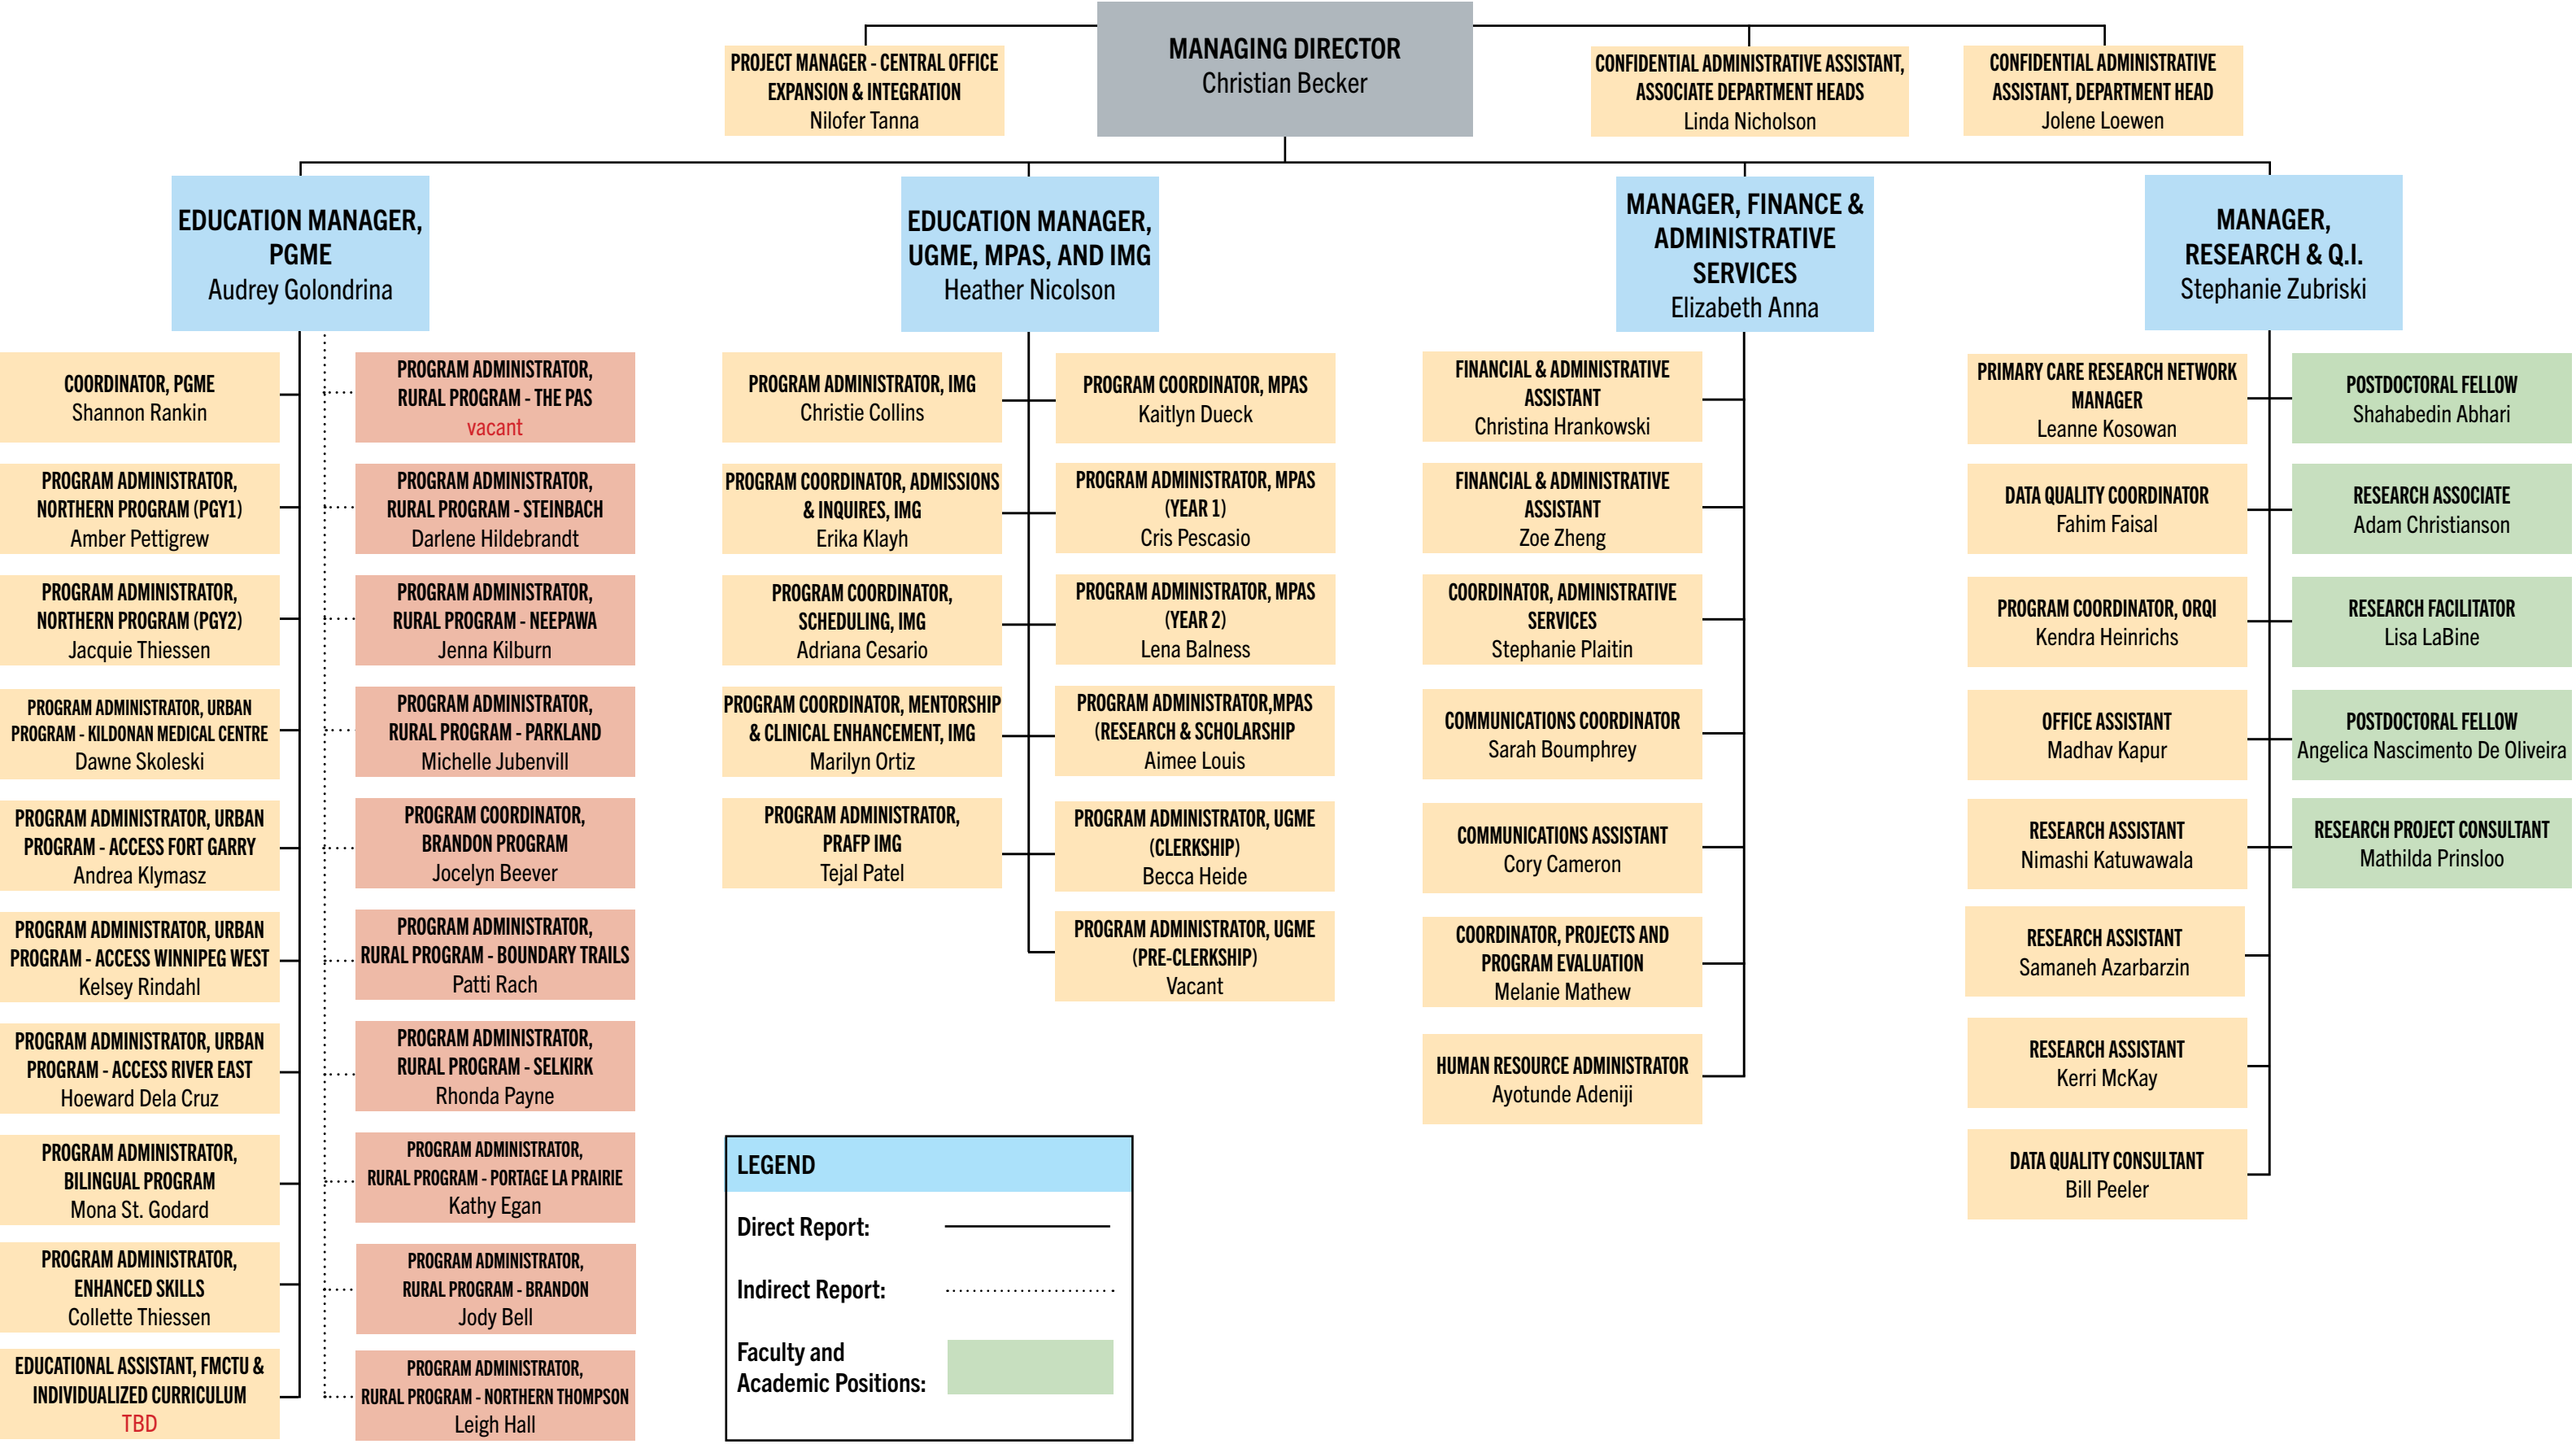 MANAGING DIRECTOR
Christian Becker
PROJECT MANAGER - CENTRAL OFFICE
EXPANSION & INTEGRATION
Nilofer Tanna
CONFIDENTIAL ADMINISTRATIVE ASSISTANT,
ASSOCIATE DEPARTMENT HEADS
Linda Nicholson
CONFIDENTIAL ADMINISTRATIVE
ASSISTANT, DEPARTMENT HEAD
Jolene Loewen
EDUCATION MANAGER,
PGME
Audrey Golondrina
COORDINATOR, PGME
Shannon Rankin
PROGRAM ADMINISTRATOR,
NORTHERN PROGRAM (PGY1)
Amber Pettigrew
PROGRAM ADMINISTRATOR,
NORTHERN PROGRAM (PGY2)
Jacquie Thiessen
PROGRAM ADMINISTRATOR, URBAN
PROGRAM - KILDONAN MEDICAL CENTRE
Dawne Skoleski
PROGRAM ADMINISTRATOR, URBAN
PROGRAM - ACCESS FORT GARRY
Andrea Klymasz
PROGRAM ADMINISTRATOR, URBAN
PROGRAM - ACCESS WINNIPEG WEST
Kelsey Rindahl
PROGRAM ADMINISTRATOR, URBAN
PROGRAM - ACCESS RIVER EAST
Hoeward Dela Cruz
PROGRAM ADMINISTRATOR,
BILINGUAL PROGRAM
Mona St. Godard
PROGRAM ADMINISTRATOR,
ENHANCED SKILLS
Collette Thiessen
EDUCATIONAL ASSISTANT, FMCTU &
INDIVIDUALIZED CURRICULUM
TBD
PROGRAM ADMINISTRATOR,
RURAL PROGRAM - THE PAS
vacant
PROGRAM ADMINISTRATOR,
RURAL PROGRAM - STEINBACH
Darlene Hildebrandt
PROGRAM ADMINISTRATOR,
RURAL PROGRAM - NEEPAWA
Jenna Kilburn
PROGRAM ADMINISTRATOR,
RURAL PROGRAM - PARKLAND
Michelle Jubenvill
PROGRAM COORDINATOR,
BRANDON PROGRAM
Jocelyn Beever
PROGRAM ADMINISTRATOR,
RURAL PROGRAM - BOUNDARY TRAILS
Patti Rach
PROGRAM ADMINISTRATOR,
RURAL PROGRAM - SELKIRK
Rhonda Payne
PROGRAM ADMINISTRATOR,
RURAL PROGRAM - PORTAGE LA PRAIRIE
Kathy Egan
PROGRAM ADMINISTRATOR,
RURAL PROGRAM - BRANDON
Jody Bell
PROGRAM ADMINISTRATOR,
RURAL PROGRAM - NORTHERN THOMPSON
Leigh Hall
EDUCATION MANAGER,
UGME, MPAS, AND IMG
Heather Nicolson
PROGRAM ADMINISTRATOR, IMG
Christie Collins
PROGRAM COORDINATOR, ADMISSIONS
& INQUIRES, IMG
Erika Klayh
PROGRAM COORDINATOR,
SCHEDULING, IMG
Adriana Cesario
PROGRAM COORDINATOR, MENTORSHIP
& CLINICAL ENHANCEMENT, IMG
Marilyn Ortiz
PROGRAM ADMINISTRATOR,
PRAFP IMG
Tejal Patel
PROGRAM COORDINATOR, MPAS
Kaitlyn Dueck
PROGRAM ADMINISTRATOR, MPAS
(YEAR 1)
Cris Pescasio
PROGRAM ADMINISTRATOR, MPAS
(YEAR 2)
Lena Balness
PROGRAM ADMINISTRATOR,MPAS
(RESEARCH & SCHOLARSHIP
Aimee Louis
PROGRAM ADMINISTRATOR, UGME
(CLERKSHIP)
Becca Heide
PROGRAM ADMINISTRATOR, UGME
(PRE-CLERKSHIP)
Vacant
MANAGER, FINANCE &
ADMINISTRATIVE
SERVICES
Elizabeth Anna
FINANCIAL & ADMINISTRATIVE
ASSISTANT
Christina Hrankowski
FINANCIAL & ADMINISTRATIVE
ASSISTANT
Zoe Zheng
COORDINATOR, ADMINISTRATIVE
SERVICES
Stephanie Plaitin
COMMUNICATIONS COORDINATOR
Sarah Boumphrey
COMMUNICATIONS ASSISTANT
Cory Cameron
COORDINATOR, PROJECTS AND
PROGRAM EVALUATION
Melanie Mathew
HUMAN RESOURCE ADMINISTRATOR
Ayotunde Adeniji
MANAGER,
RESEARCH & Q.I.
Stephanie Zubriski
PRIMARY CARE RESEARCH NETWORK
MANAGER
Leanne Kosowan
DATA QUALITY COORDINATOR
Fahim Faisal
PROGRAM COORDINATOR, ORQI
Kendra Heinrichs
OFFICE ASSISTANT
Madhav Kapur
RESEARCH ASSISTANT
Nimashi Katuwawala
RESEARCH ASSISTANT
Samaneh Azarbarzin
RESEARCH ASSISTANT
Kerri McKay
DATA QUALITY CONSULTANT
Bill Peeler
POSTDOCTORAL FELLOW
Shahabedin Abhari
RESEARCH ASSOCIATE
Adam Christianson
RESEARCH FACILITATOR
Lisa LaBine
POSTDOCTORAL FELLOW
Angelica Nascimento De Oliveira
RESEARCH PROJECT CONSULTANT
Mathilda Prinsloo
LEGEND
Direct Report:
Indirect Report:
Faculty and
Academic Positions: